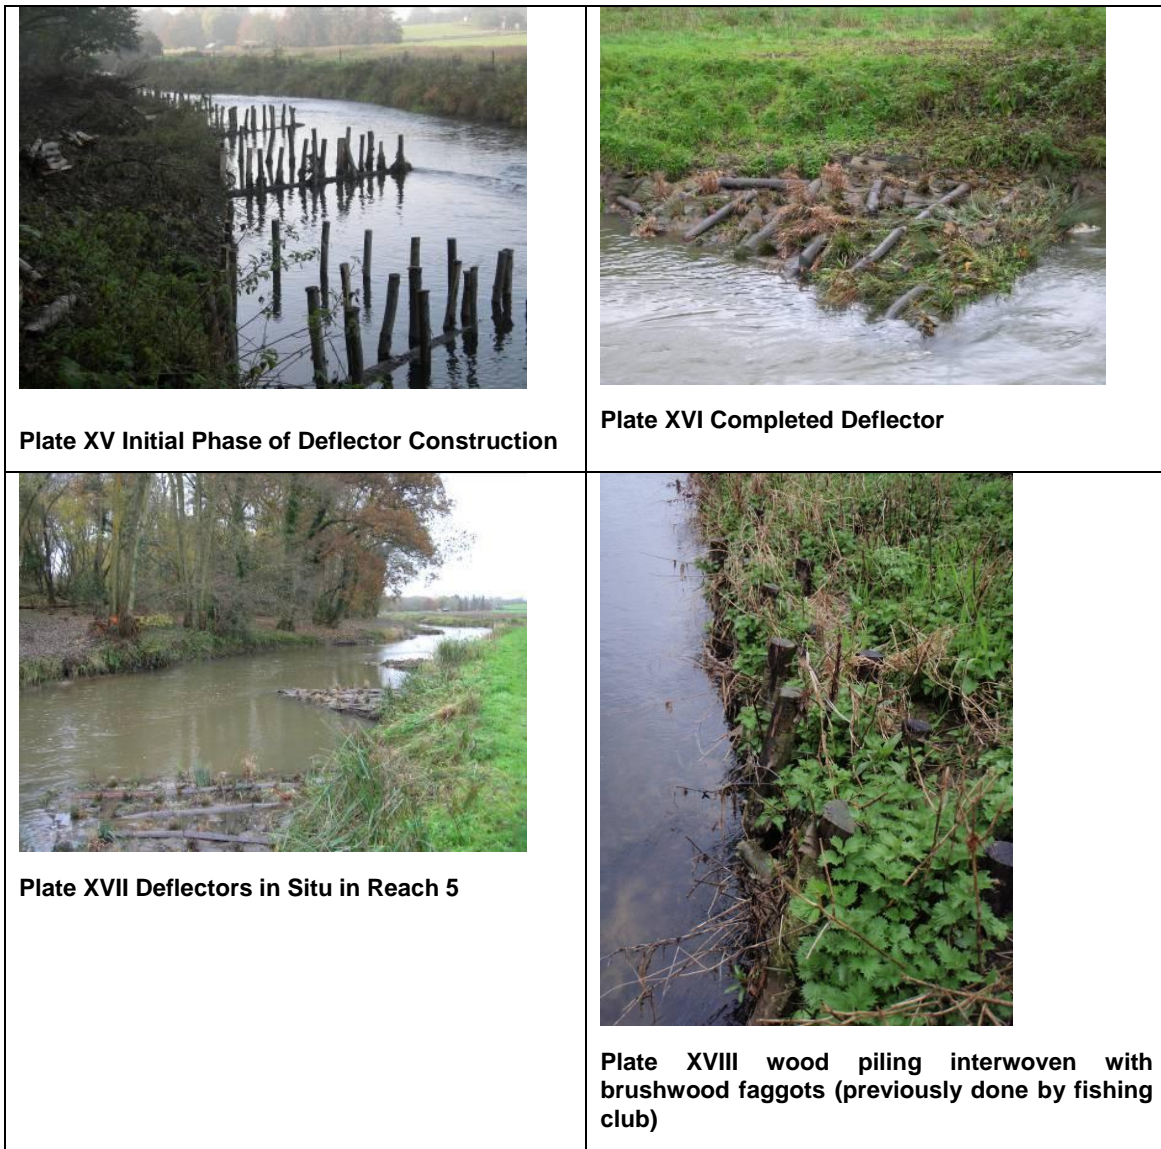 Plate XV Initial Phase of Deflector Construction
Plate XVI Completed Deflector
Plate XVII Deflectors in Situ in Reach 5
Plate XVIII wood piling interwoven with
brushwood faggots (previously done by fishing
club)